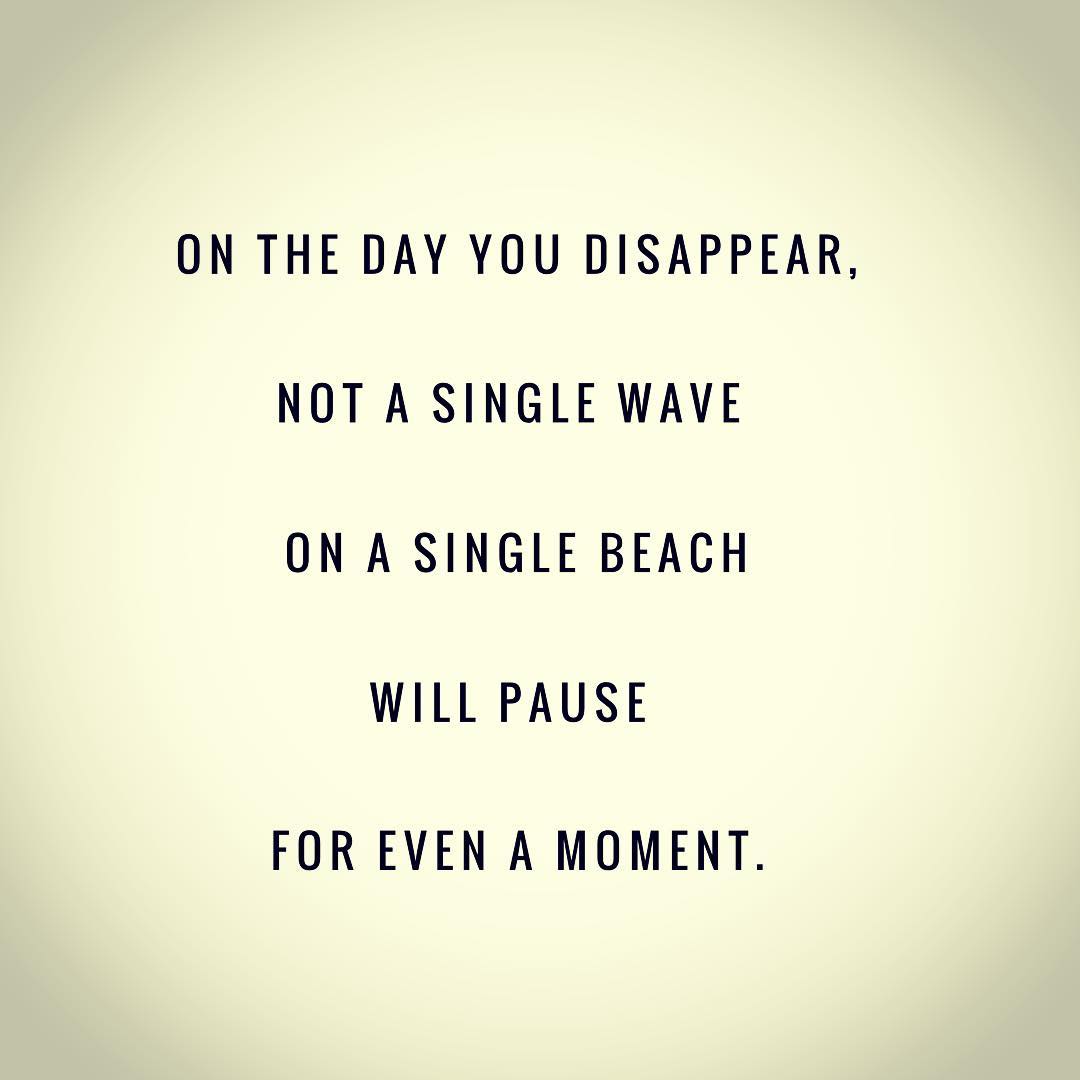 ON THE DAY YOU DISAPPEAR,
NOT A SINGLE WAVE
ON A SINGLE BEACH
WILL PAUSE
FOR EVEN A MOMENT.